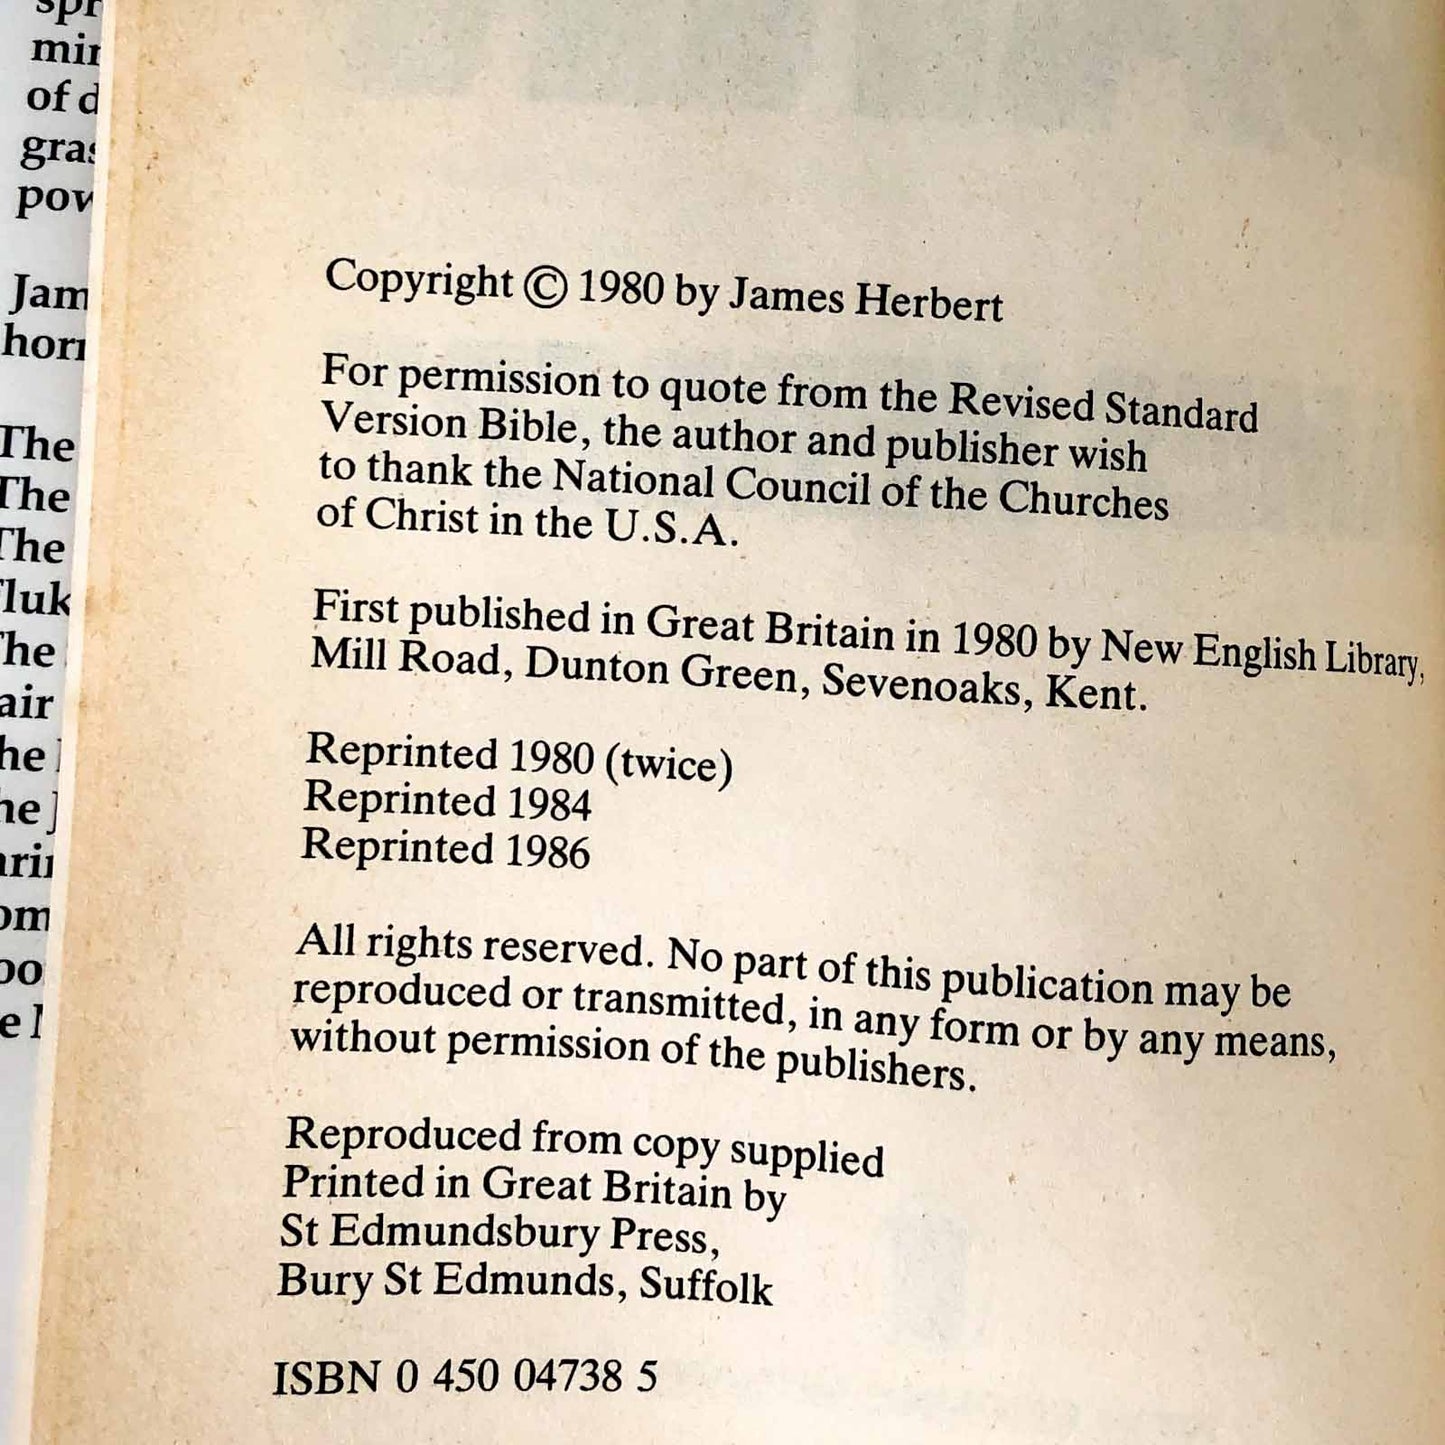 of d
James
The
The
The
Copyright © 1980 by James Herbert
For permission to quote from the Revised Standard
Version Bible, the author and publisher wish
to thank the National Council of the Churches
of Christ in the U.S.A.
First published in Great Britain in 1980 by New English Library,
Mill Road, Dunton Green, Sevenoaks, Kent.
Reprinted 1980 (twice)
Reprinted 1984
Reprinted 1986
All rights reserved. No part of this publication may be
reproduced or transmitted, in any form or by any means,
without permission of the publishers.
Reproduced from copy supplied
Printed in Great Britain by
St Edmundsbury Press,
Bury St Edmunds, Suffolk
ISBN 0 450 04738 5